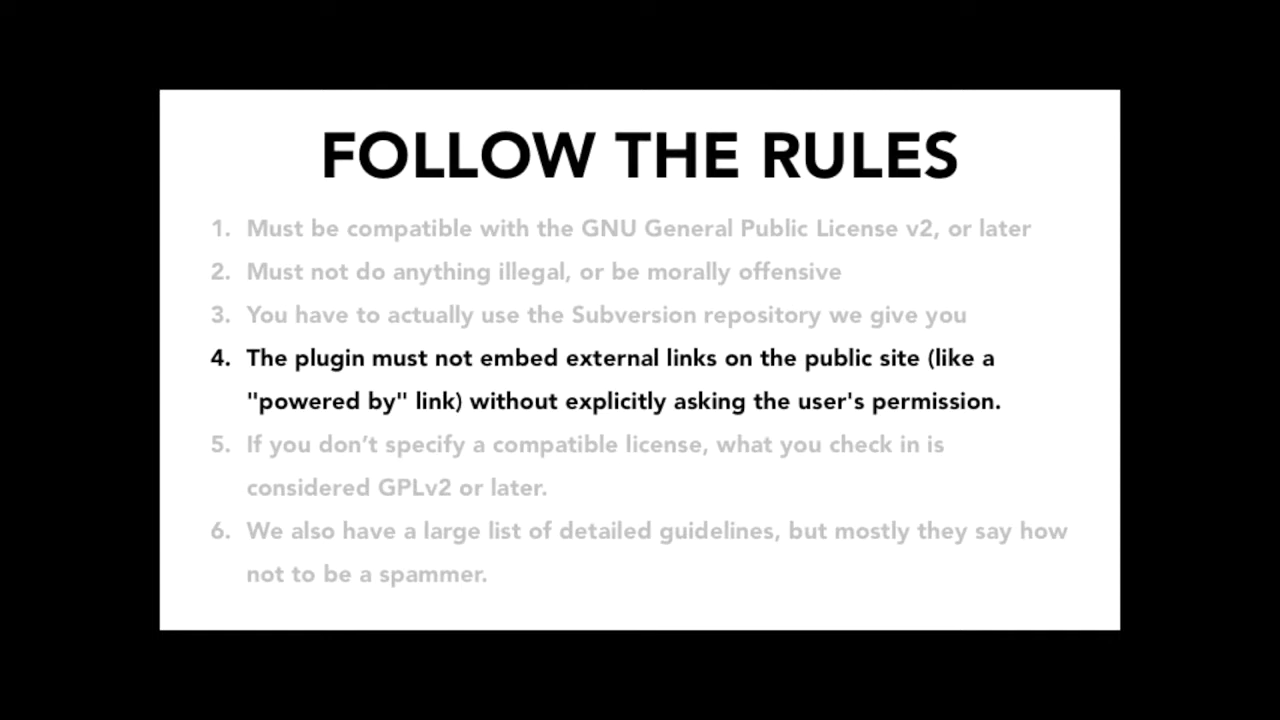 FOLLOW THE RULES
1. Must be compatible with the GNU General Public License v2, or later
2. Must not do anything illegal, or be morally offensive
3. You have to actually use the Subversion repository we give you
4. The plugin must not embed external links on the public site (like a
"powered by" link) without explicitly asking the user's permission.
5. If you don’t specify a compatible license, what you check in is
considered GPLv2 or later.
6. We also have a large list of detailed guidelines, but mostly they say how
not to be a spammer.